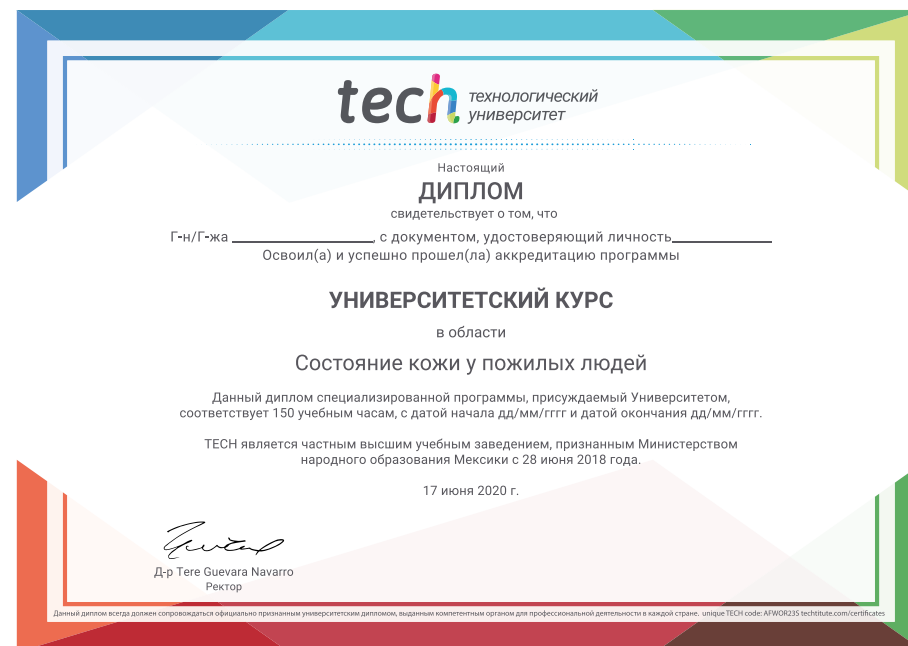 tech технологический
университет
Настоящий
ДИПЛОМ
свидетельствует о том, что
Г-н/Г-жа ____________________, с документом, удостоверяющий личность______________
Освоил(а) и успешно прошел(ла) аккредитацию программы
УНИВЕРСИТЕТСКИЙ КУРС
в области
Состояние кожи у пожилых людей
Данный диплом специализированной программы, присуждаемый Университетом,
соответствует 150 учебным часам, с датой начала дд/мм/гггг и датой окончания дд/мм/гггг.
TECH является частным высшим учебным заведением, признанным Министерством
народного образования Мексики с 28 июня 2018 года.
17 июня 2020 г.
Д-р Tere Guevara Navarro
Ректор
Данный диплом всегда должен сопровождаться официально признанным университетским дипломом, выданным компетентным органом для профессиональной деятельности в каждой стране. unique TECH code: AFWOR23S techtitute.com/certificates